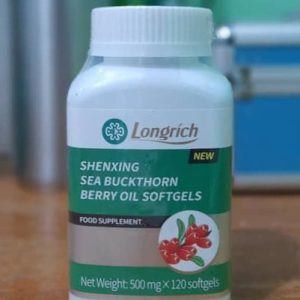 Longrich
NEW
SHENXING
SEA BUCKTHORN
BERRY OIL SOFTGELS
FOOD SUPPLEMENT
Net Weight: 500 mg×120 softgels